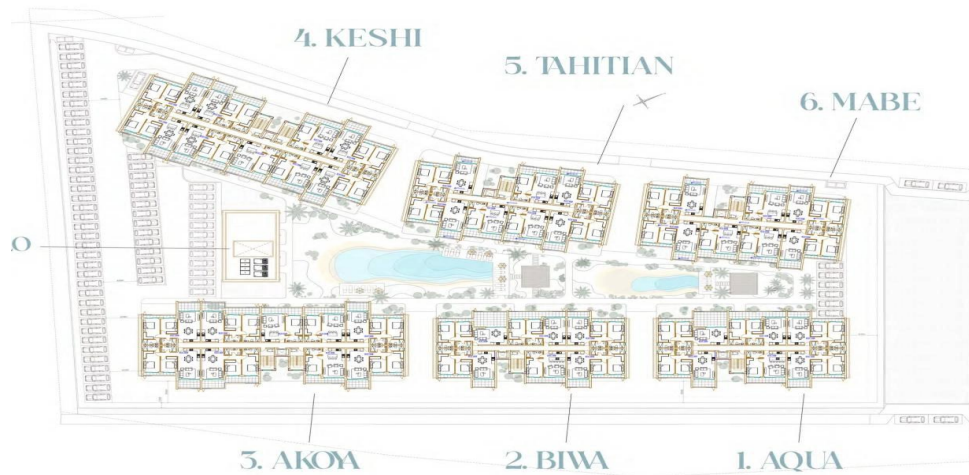 4. KESHI
5. TAHITIAN
6. MABE
O
3. AKOYA
2. BIWA
1. AQUA